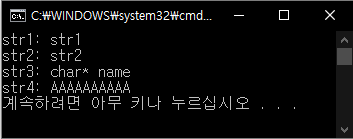 C:₩WINDOWS₩system32₩cmd...
str1: str1
str2: str2
str3: char* name
str4: AAAAAAAAAA
계속하려면 아무 키나 누르십시오 . . .